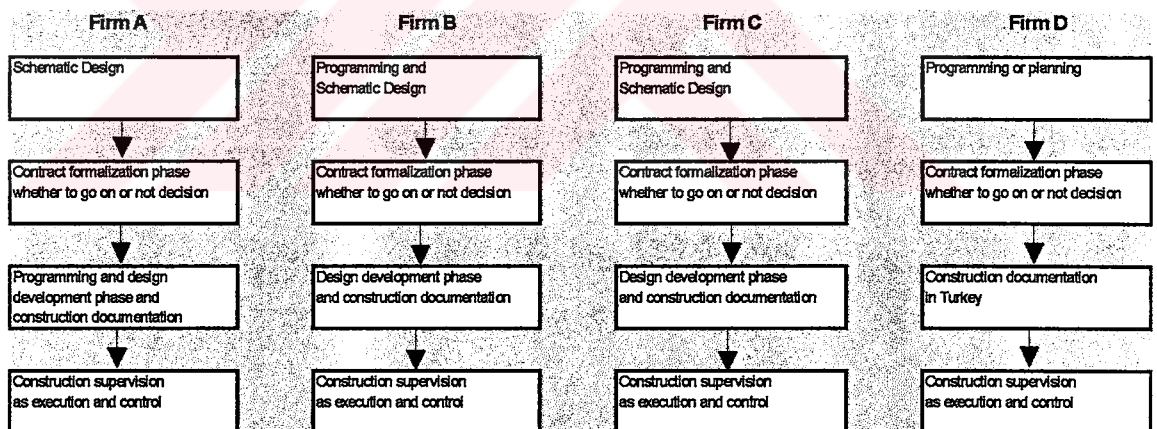 Firm A
Schematic Design
Contract formalization phase
whether to go on or not decision
Programming and design
development phase and
construction documentation
Construction supervision
as execution and control
Firm B
Programming and
Schematic Design
Contract formalization phase
whether to go on or not decision
Design development phase
and construction documentation
Construction supervision
as execution and control
Firm C
Programming and
Schematic Design
Contract formalization phase
whether to go on or not decision
Design development phase
and construction documentation
Construction supervision
as execution and control
Firm D
Programming or planning
Contract formalization phase
whether to go on or not decision
Construction documentation
in Turkey
Construction supervision
as execution and control